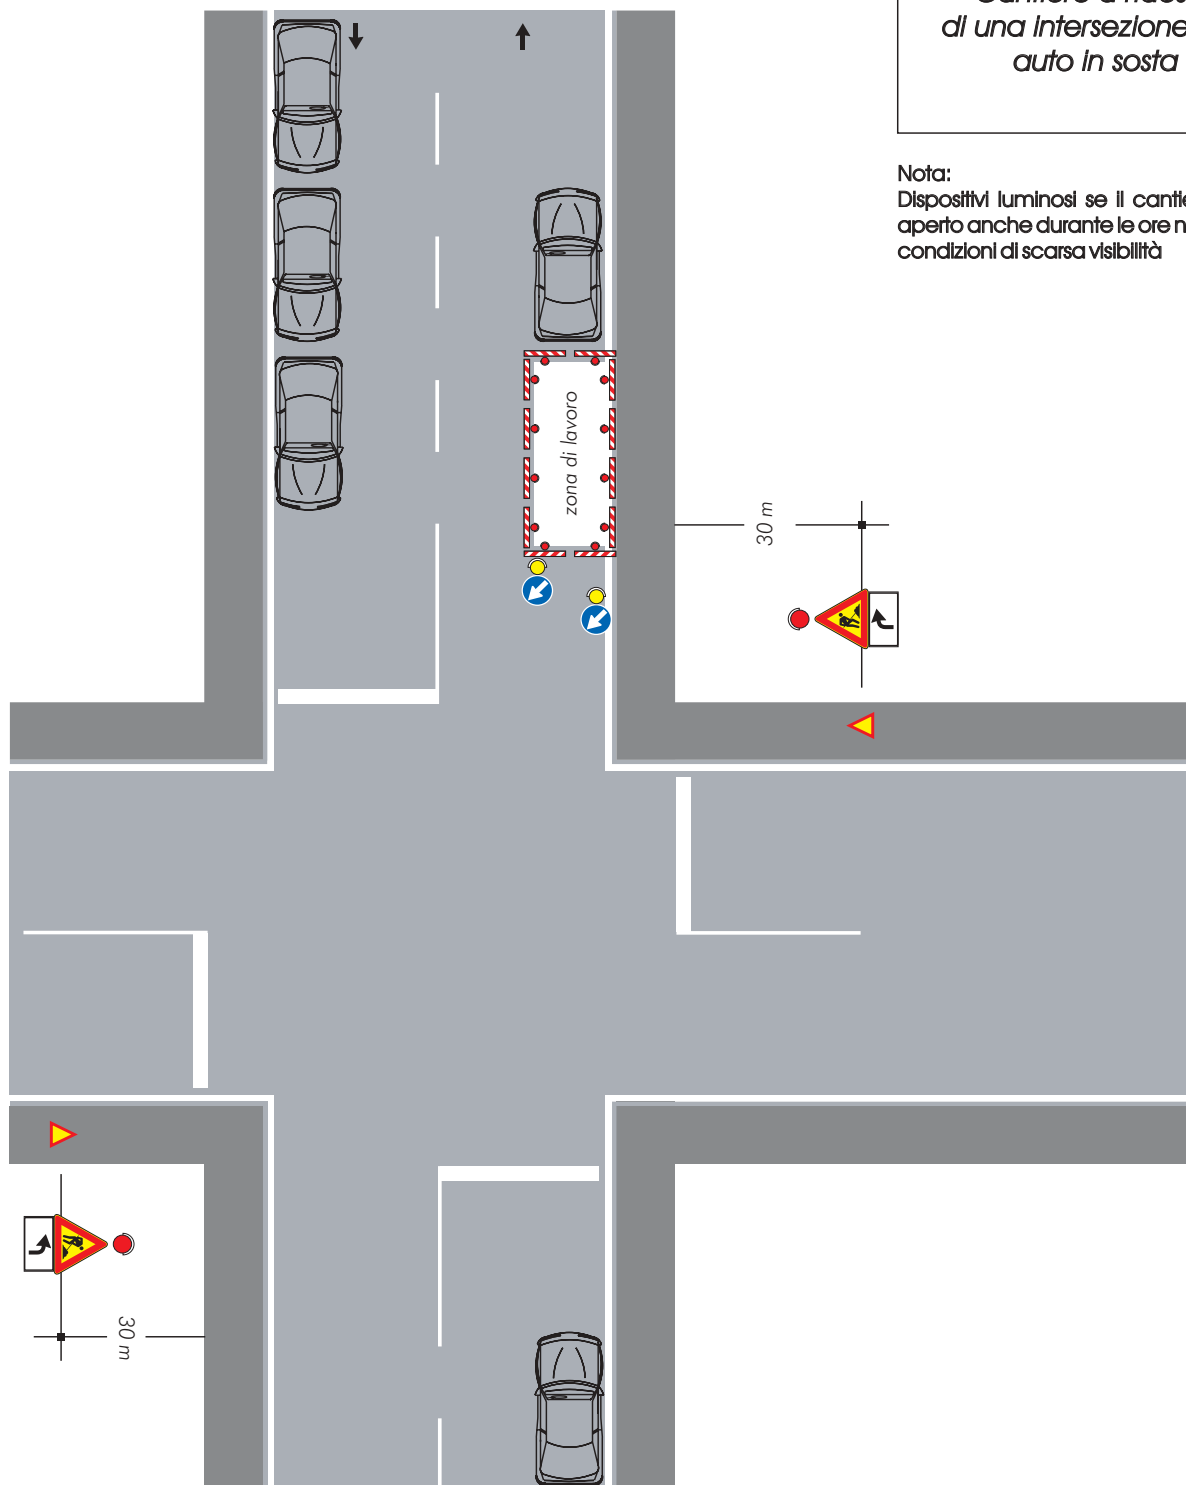 di una intersezione
auto in sosta
Nota:
Dispositivi luminosi se il
aperto anche durante le ore
condizioni di scarsa visibilità
zona di lavoro
30 m
30 m